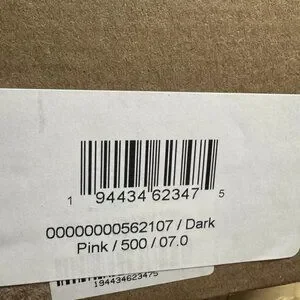 1 94434 62347 5
00000000562107 / Dark
Pink / 500 / 07.0
194434623475